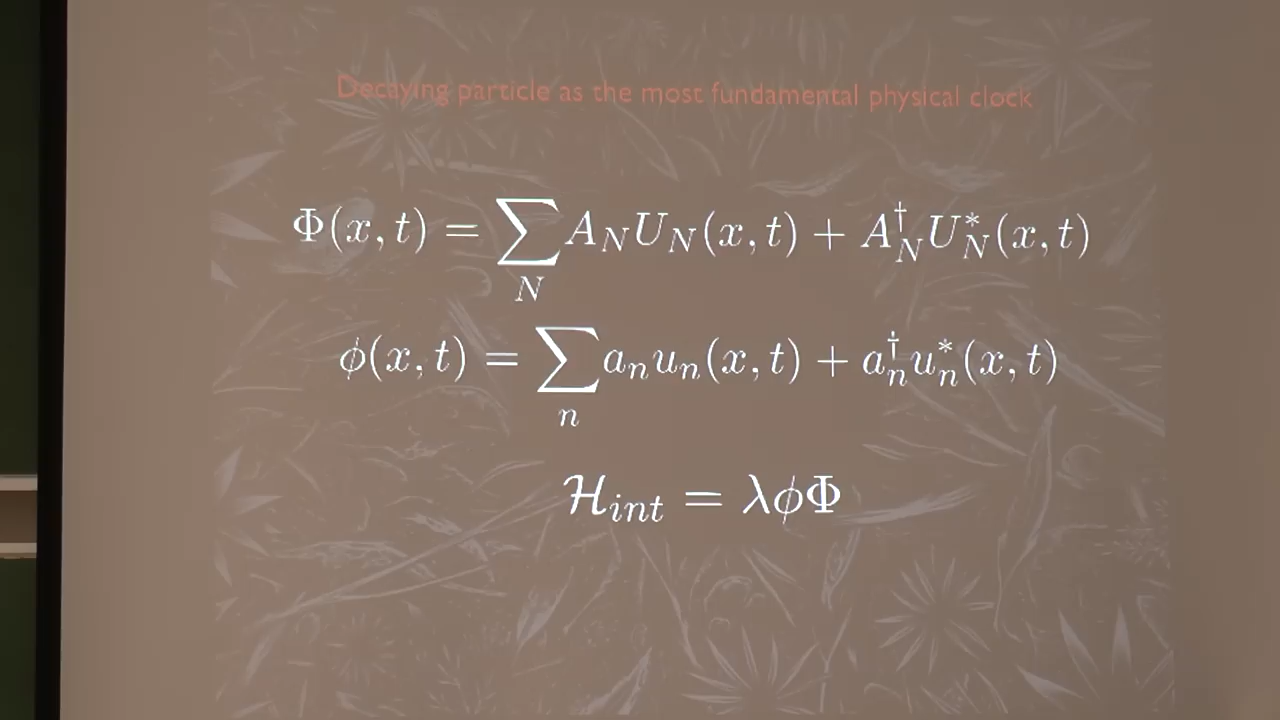 Decaying particle as the most fundamental physical clock
Φ(x, t) = ∑_N A_N U_N(x, t) + A_N^† U_N^*(x, t)
ϕ(x, t) = ∑_n a_n u_n(x, t) + a_n^† u_n^*(x, t)
ℋ_int = λϕΦ